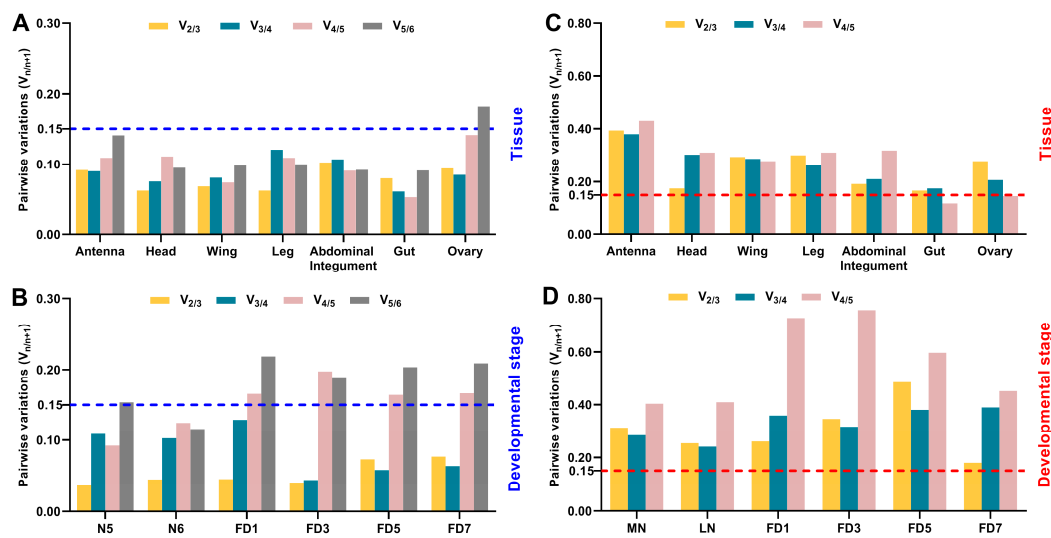 A
Pairwise variations (Vn/n+1)
0.30
0.20
0.15
0.10
0.00
V2/3 V3/4 V4/5 V5/6
Antenna Head Wing Leg Abdominal Gut Ovary
Integument
Tissue
C
Pairwise variations (Vn/n+1)
0.80
0.60
0.40
0.20
0.15
0.00
V2/3 V3/4 V4/5
Antenna Head Wing Leg Abdominal Gut Ovary
Integument
Tissue
B
Pairwise variations (Vn/n+1)
0.30
0.20
0.15
0.10
0.00
V2/3 V3/4 V4/5 V5/6
N5 N6 FD1 FD3 FD5 FD7
Developmental stage
D
Pairwise variations (Vn/n+1)
0.80
0.60
0.40
0.20
0.15
0.00
V2/3 V3/4 V4/5
MN LN FD1 FD3 FD5 FD7
Developmental stage